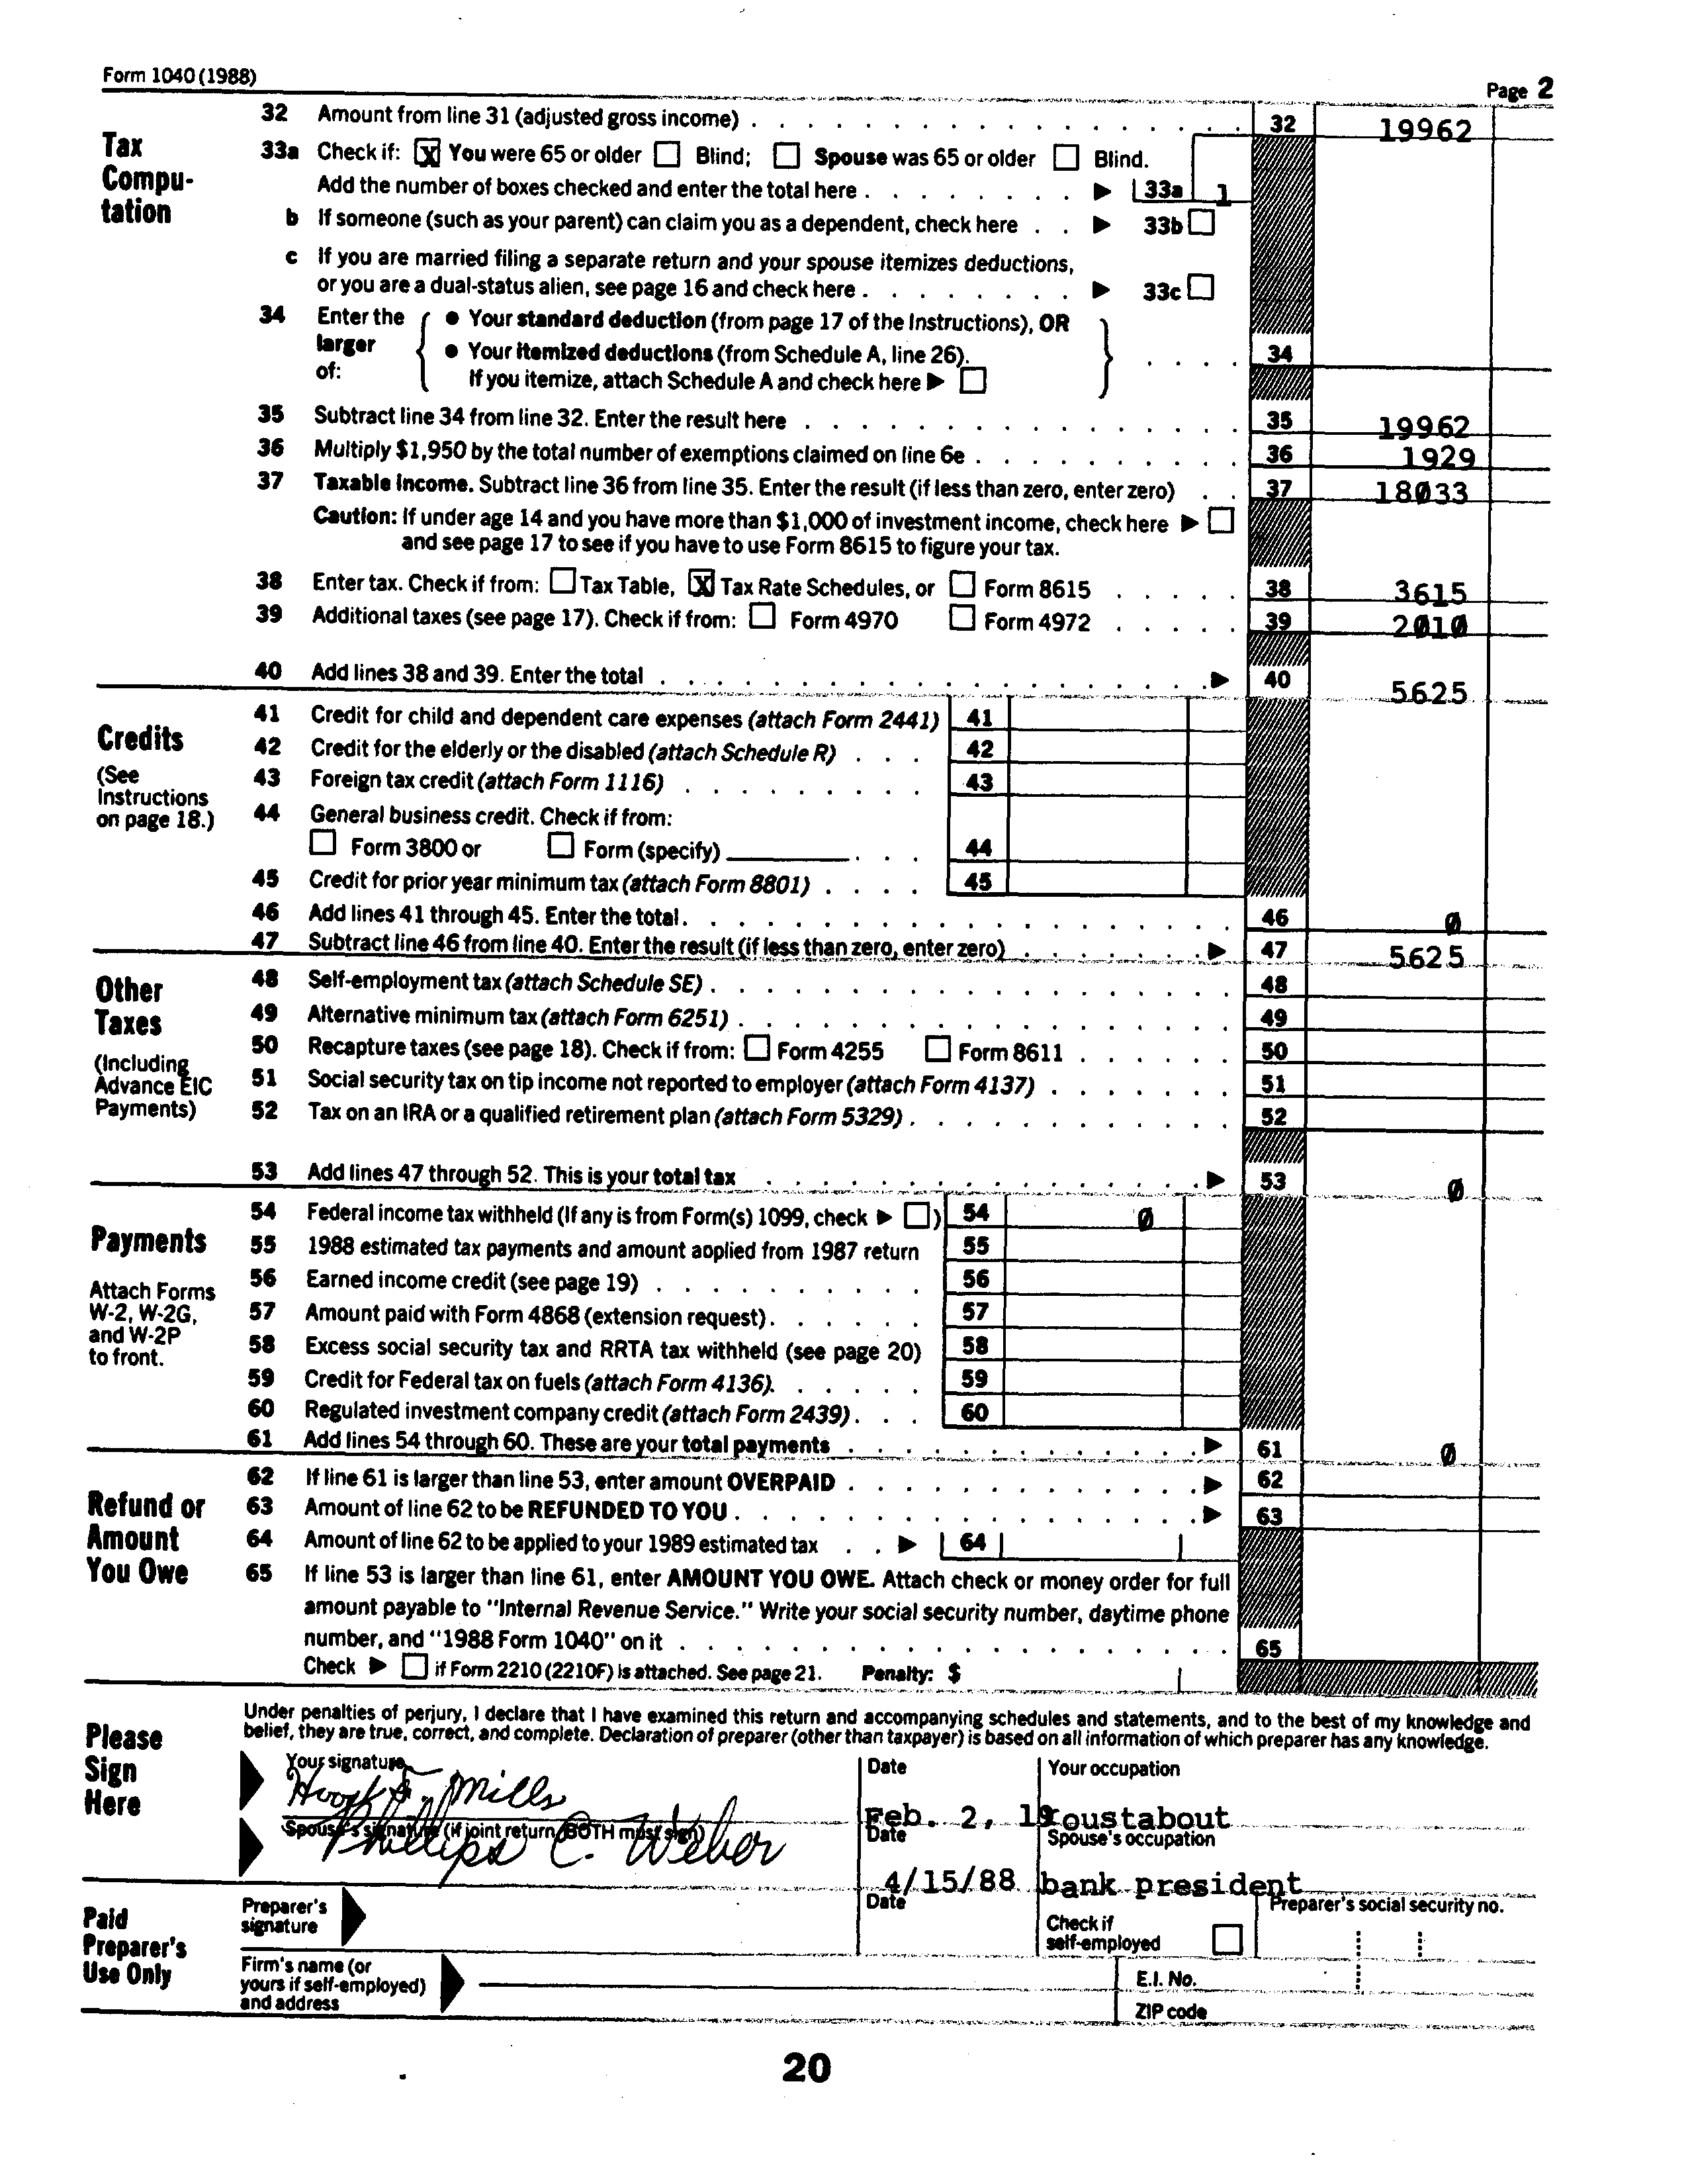 Form 1040 (1988)
Page 2
Tax Compu-tation
32 Amount from line 31 (adjusted gross income) . . . 32 19962
33a Check if: [X] You were 65 or older [ ] Blind; [ ] Spouse was 65 or older [ ] Blind.
Add the number of boxes checked and enter the total here . . . ▶ 33a 1
b If someone (such as your parent) can claim you as a dependent, check here . . ▶ 33b [ ]
c If you are married filing a separate return and your spouse itemizes deductions,
or you are a dual-status alien, see page 16 and check here . . . ▶ 33c [ ]
34 Enter the larger of:
● Your standard deduction (from page 17 of the Instructions), OR
● Your itemized deductions (from Schedule A, line 26). . . . 34
If you itemize, attach Schedule A and check here ▶ [ ]
35 Subtract line 34 from line 32. Enter the result here . . . 35 19962
36 Multiply $1,950 by the total number of exemptions claimed on line 6e . . . 36 1929
37 Taxable income. Subtract line 36 from line 35. Enter the result (if less than zero, enter zero) . . 37 18033
Caution: If under age 14 and you have more than $1,000 of investment income, check here ▶ [ ]
and see page 17 to see if you have to use Form 8615 to figure your tax.
38 Enter tax. Check if from: [ ] Tax Table, [X] Tax Rate Schedules, or [ ] Form 8615 . . . 38 3615
39 Additional taxes (see page 17). Check if from: [ ] Form 4970 [ ] Form 4972 . . . 39 2010
40 Add lines 38 and 39. Enter the total . . . ▶ 40 5625
Credits
(See Instructions on page 18.)
41 Credit for child and dependent care expenses (attach Form 2441) 41
42 Credit for the elderly or the disabled (attach Schedule R) . . . 42
43 Foreign tax credit (attach Form 1116) . . . 43
44 General business credit. Check if from:
[ ] Form 3800 or [ ] Form (specify) ______ . . . 44
45 Credit for prior year minimum tax (attach Form 8801) . . . 45
46 Add lines 41 through 45. Enter the total . . . 46 0
47 Subtract line 46 from line 40. Enter the result (if less than zero, enter zero) . . . ▶ 47 5625
Other Taxes
(Including Advance EIC Payments)
48 Self-employment tax (attach Schedule SE) . . . 48
49 Alternative minimum tax (attach Form 6251) . . . 49
50 Recapture taxes (see page 18). Check if from: [ ] Form 4255 [ ] Form 8611 . . . 50
51 Social security tax on tip income not reported to employer (attach Form 4137) . . . 51
52 Tax on an IRA or a qualified retirement plan (attach Form 5329) . . . 52
53 Add lines 47 through 52. This is your total tax . . . ▶ 53 0
Payments
Attach Forms W-2, W-2G, and W-2P to front.
54 Federal income tax withheld (If any is from Form(s) 1099, check ▶ [ ]) 54 0
55 1988 estimated tax payments and amount applied from 1987 return 55
56 Earned income credit (see page 19) . . . 56
57 Amount paid with Form 4868 (extension request) . . . 57
58 Excess social security tax and RRTA tax withheld (see page 20) 58
59 Credit for Federal tax on fuels (attach Form 4136). . . . 59
60 Regulated investment company credit (attach Form 2439) . . . 60
61 Add lines 54 through 60. These are your total payments . . . ▶ 61 0
Refund or Amount You Owe
62 If line 61 is larger than line 53, enter amount OVERPAID . . . ▶ 62
63 Amount of line 62 to be REFUNDED TO YOU . . . ▶ 63
64 Amount of line 62 to be applied to your 1989 estimated tax . . ▶ 64
65 If line 53 is larger than line 61, enter AMOUNT YOU OWE. Attach check or money order for full
amount payable to "Internal Revenue Service." Write your social security number, daytime phone
number, and "1988 Form 1040" on it . . . 65
Check ▶ [ ] if Form 2210 (2210F) is attached. See page 21. Penalty: $
Please Sign Here
Under penalties of perjury, I declare that I have examined this return and accompanying schedules and statements, and to the best of my knowledge and
belief, they are true, correct, and complete. Declaration of preparer (other than taxpayer) is based on all information of which preparer has any knowledge.
Your signature Date Your occupation
Mills Feb. 2, 19 roustabout
Spouse's signature (if joint return, BOTH must sign) Date Spouse's occupation
C. Weber 4/15/88 bank president
Paid Preparer's Use Only
Preparer's signature Date Check if self-employed [ ] Preparer's social security no.
Firm's name (or yours if self-employed) and address
E.I. No.
ZIP code
20